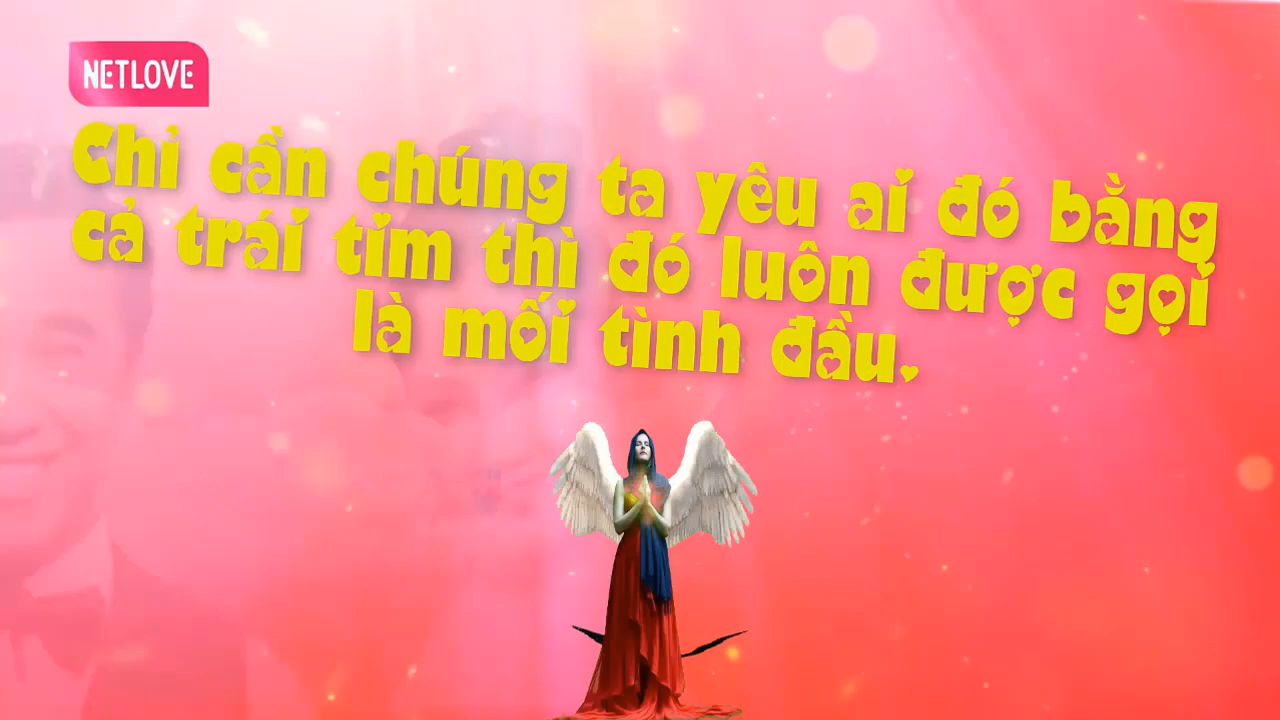 NETLOVE
Chỉ cần chúng ta yêu ai đó bằng
cả trái tim thì đó luôn được gọi
là mối tình đầu.